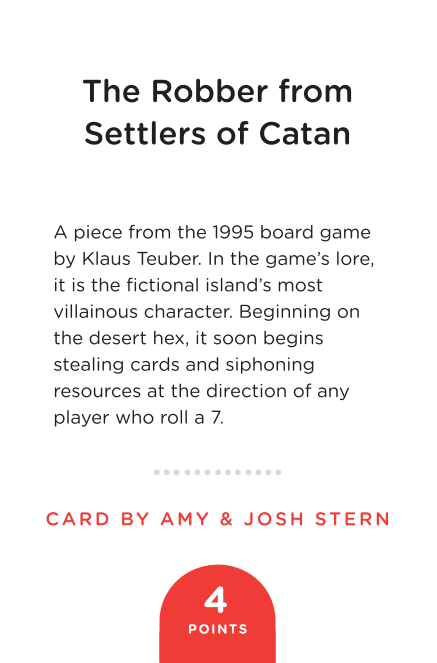 The Robber from
Settlers of Catan
A piece from the 1995 board game
by Klaus Teuber. In the game’s lore,
it is the fictional island’s most
villainous character. Beginning on
the desert hex, it soon begins
stealing cards and siphoning
resources at the direction of any
player who roll a 7.
CARD BY AMY & JOSH STERN
4
POINTS